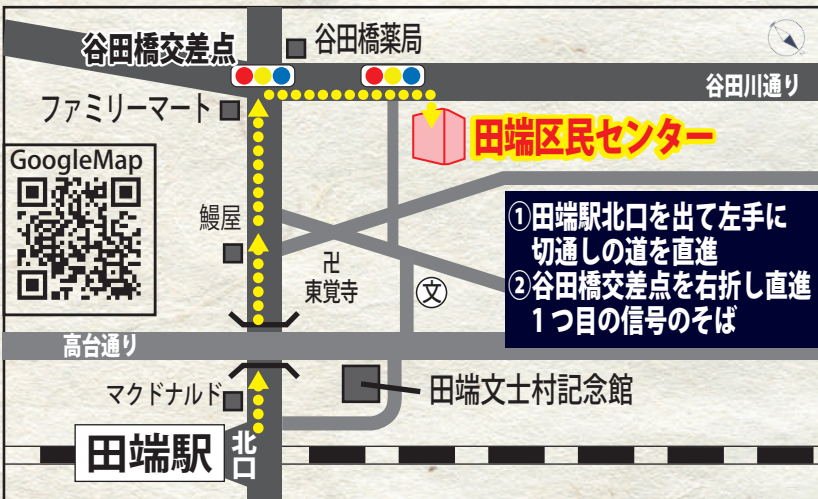 谷田橋交差点
谷田橋薬局
谷田川通り
ファミリーマート
田端区民センター
GoogleMap
鰻屋
①田端駅北口を出て左手に
切通しの道を直進
②谷田橋交差点を右折し直進
1つ目の信号のそば
卍
東覚寺
文
高台通り
マクドナルド
田端文士村記念館
田端駅
北口